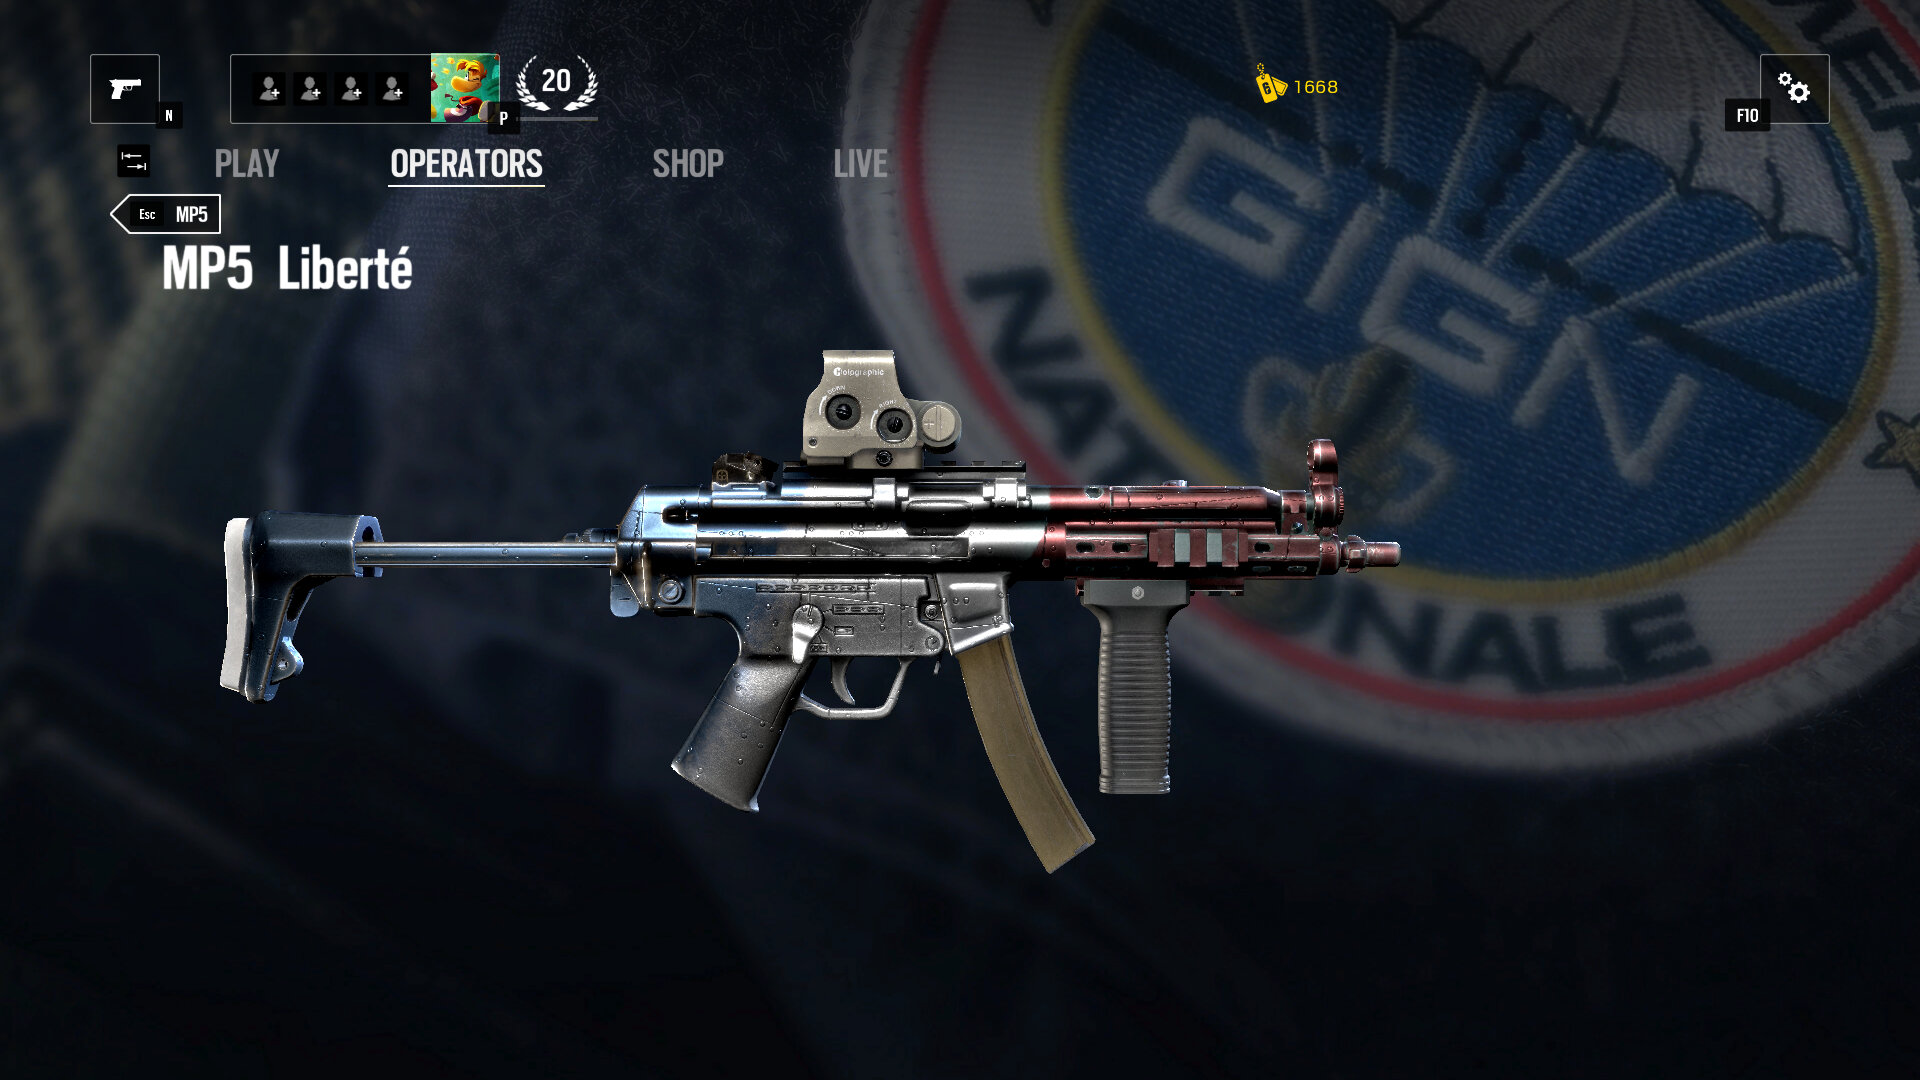 N
P
20
1668
F10
PLAY
OPERATORS
SHOP
LIVE
Esc
MP5
MP5 Liberté
Holographic
GIGN
NALE